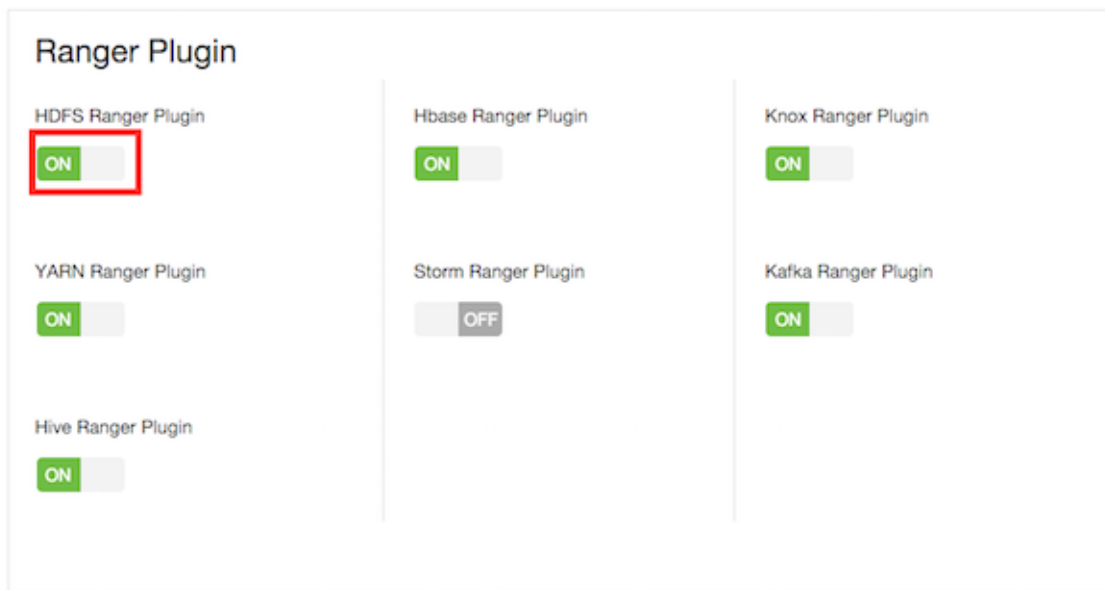 Ranger Plugin
HDFS Ranger Plugin
ON
Hbase Ranger Plugin
ON
Knox Ranger Plugin
ON
YARN Ranger Plugin
ON
Storm Ranger Plugin
OFF
Kafka Ranger Plugin
ON
Hive Ranger Plugin
ON